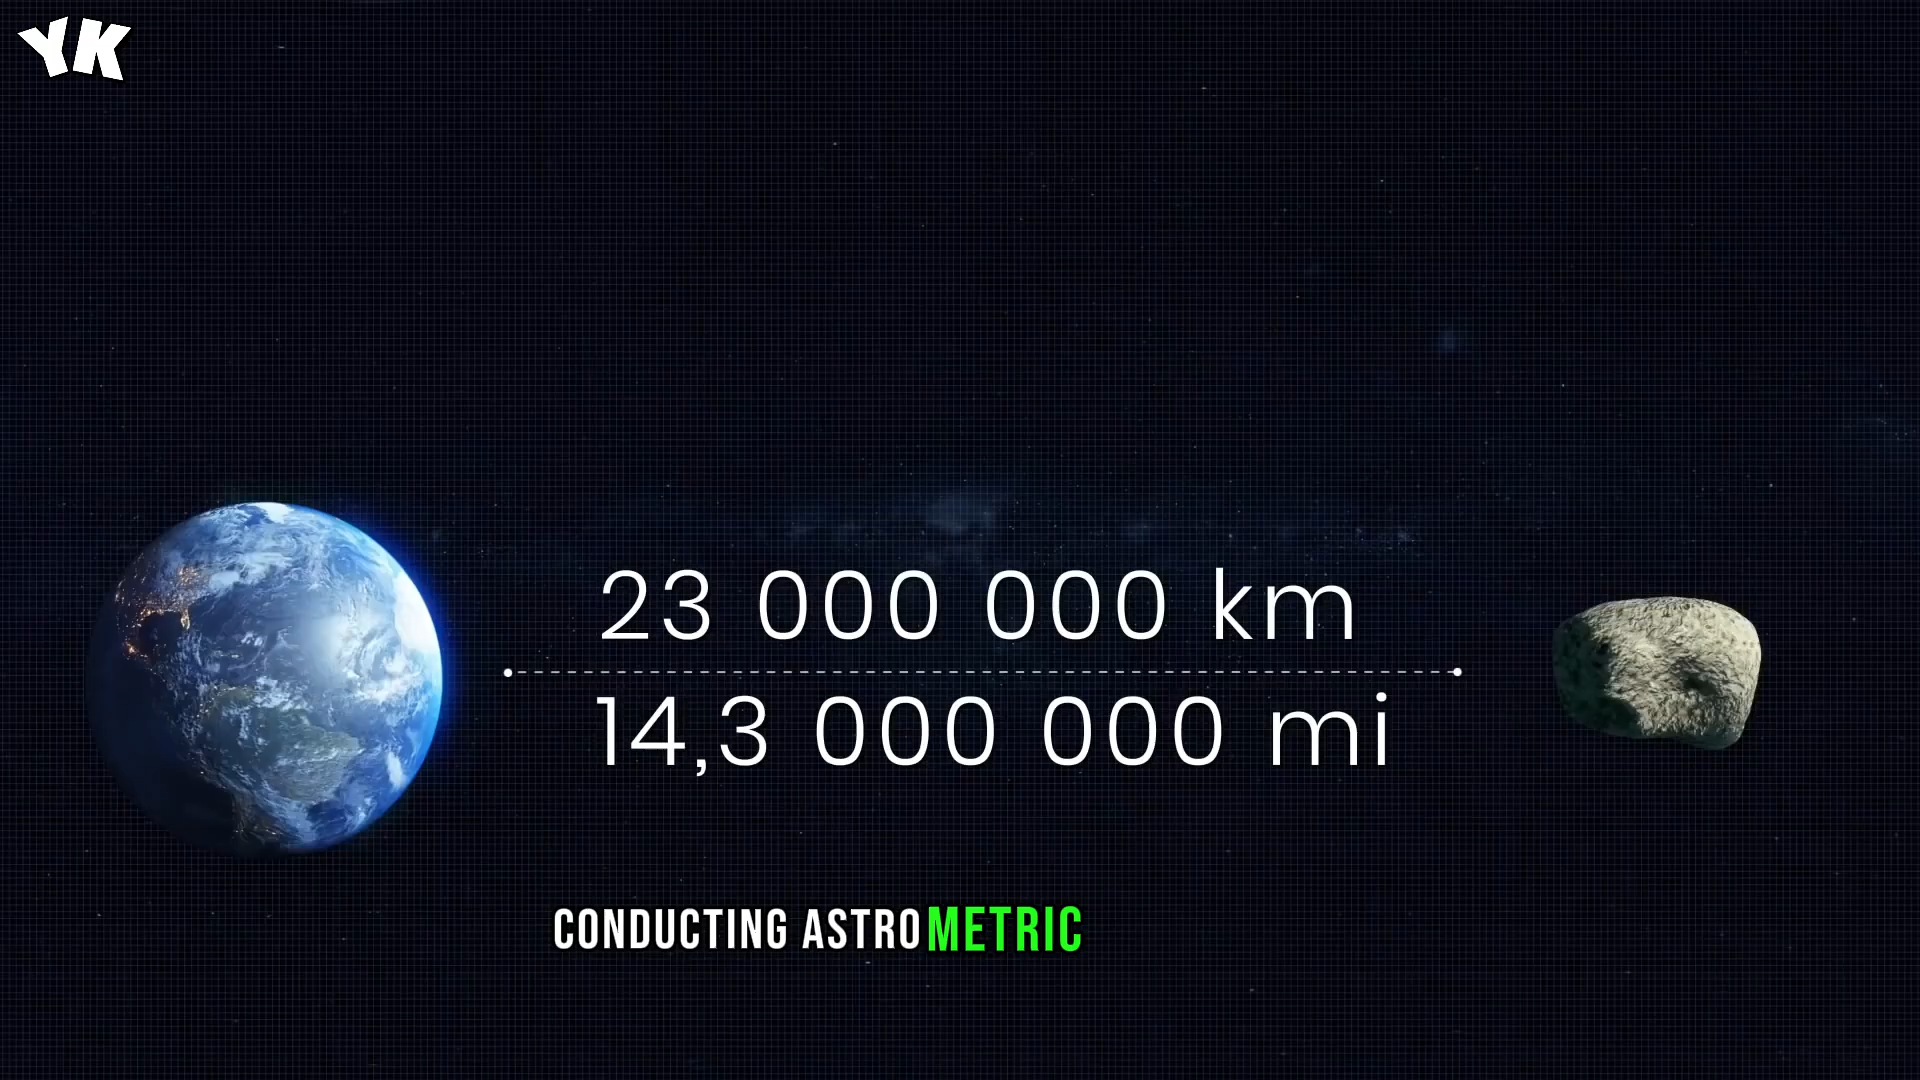 YK
23 000 000 km
14,3 000 000 mi
CONDUCTING ASTROMETRIC